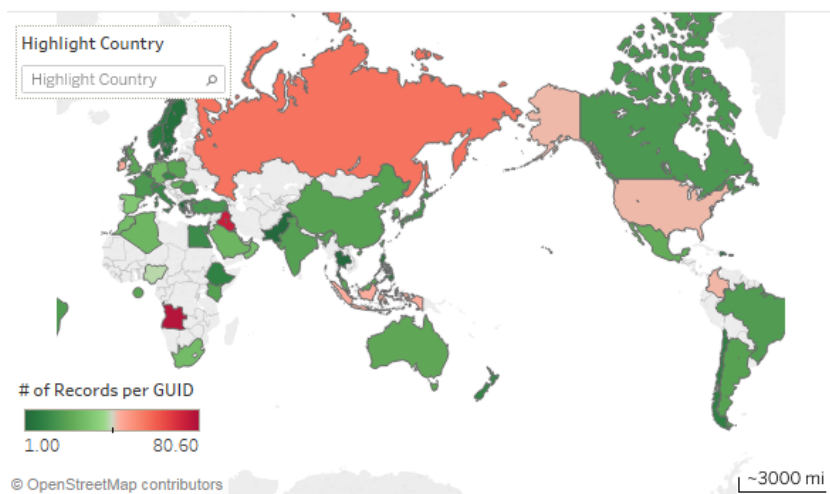 Highlight Country
Highlight Country
# of Records per GUID
1.00 80.60
© OpenStreetMap contributors
~3000 mi